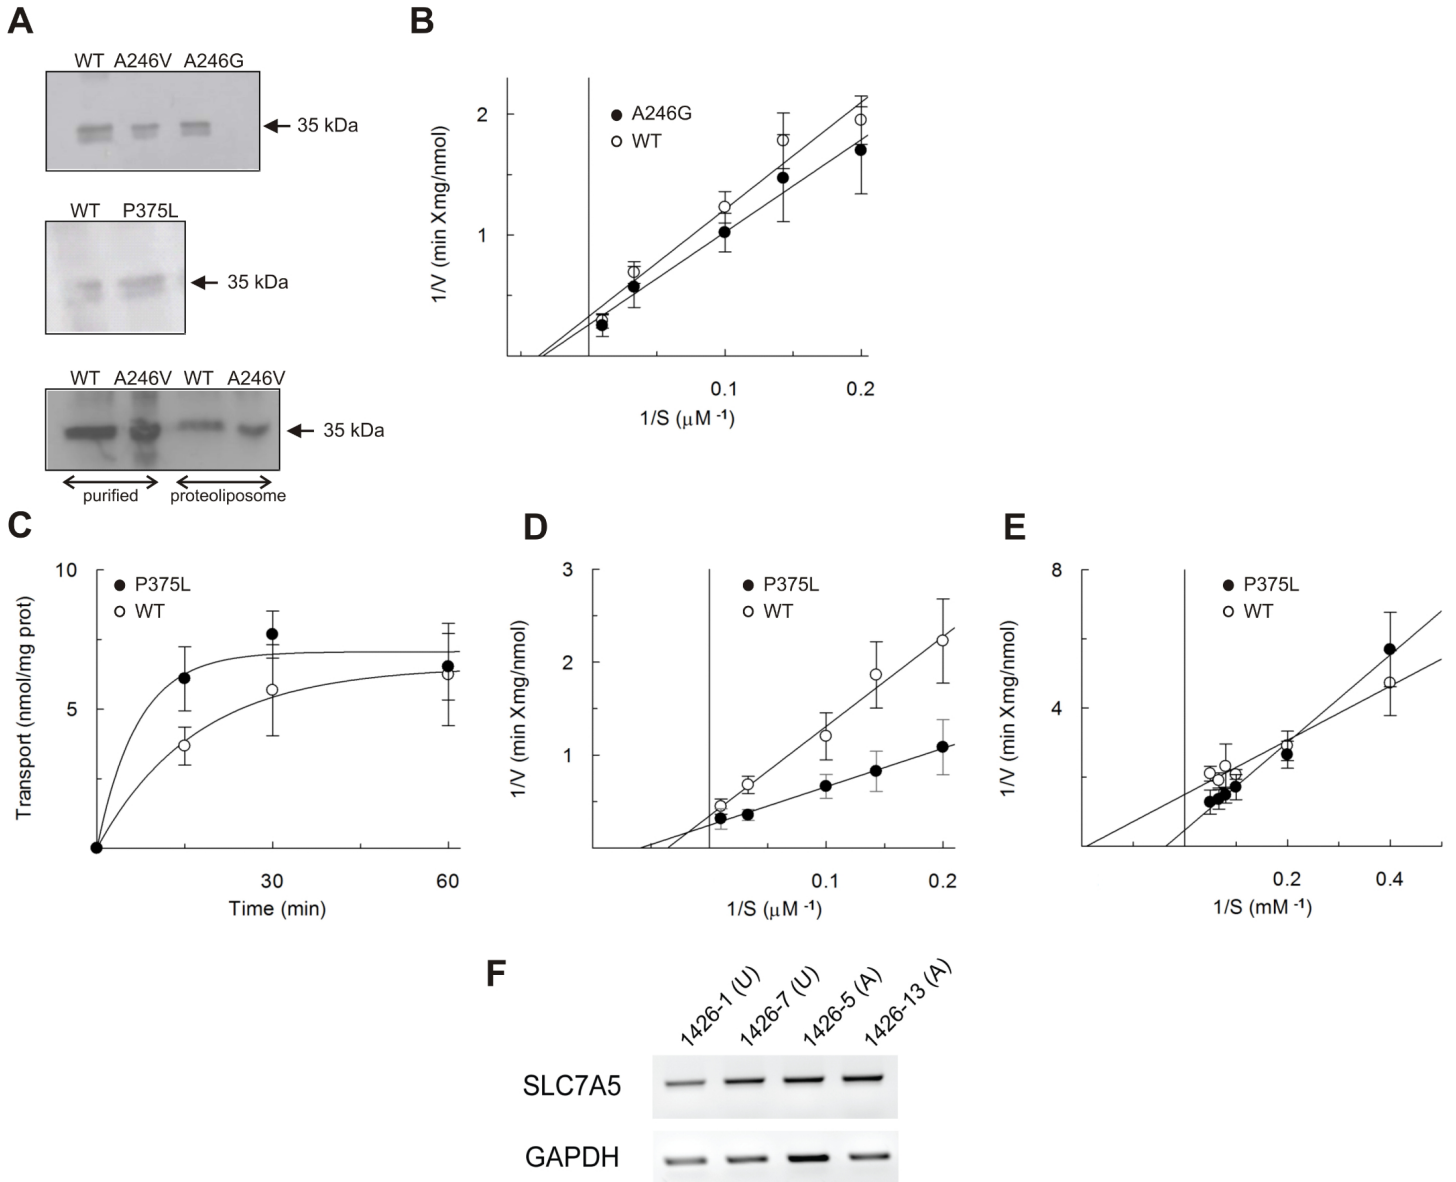 A
WT A246V A246G
35 kDa
WT P375L
35 kDa
WT A246V WT A246V
35 kDa
purified proteoliposome
B
A246G
WT
2
1
1/V (min Xmg/nmol)
0.1 0.2
1/S (μM -1)
C
P375L
WT
10
5
Transport (nmol/mg prot)
30 60
Time (min)
D
P375L
WT
3
2
1
1/V (min Xmg/nmol)
0.1 0.2
1/S (μM -1)
E
P375L
WT
8
4
1/V (min Xmg/nmol)
0.2 0.4
1/S (mM -1)
F
1426-1 (U)
1426-7 (U)
1426-5 (A)
1426-13 (A)
SLC7A5
GAPDH